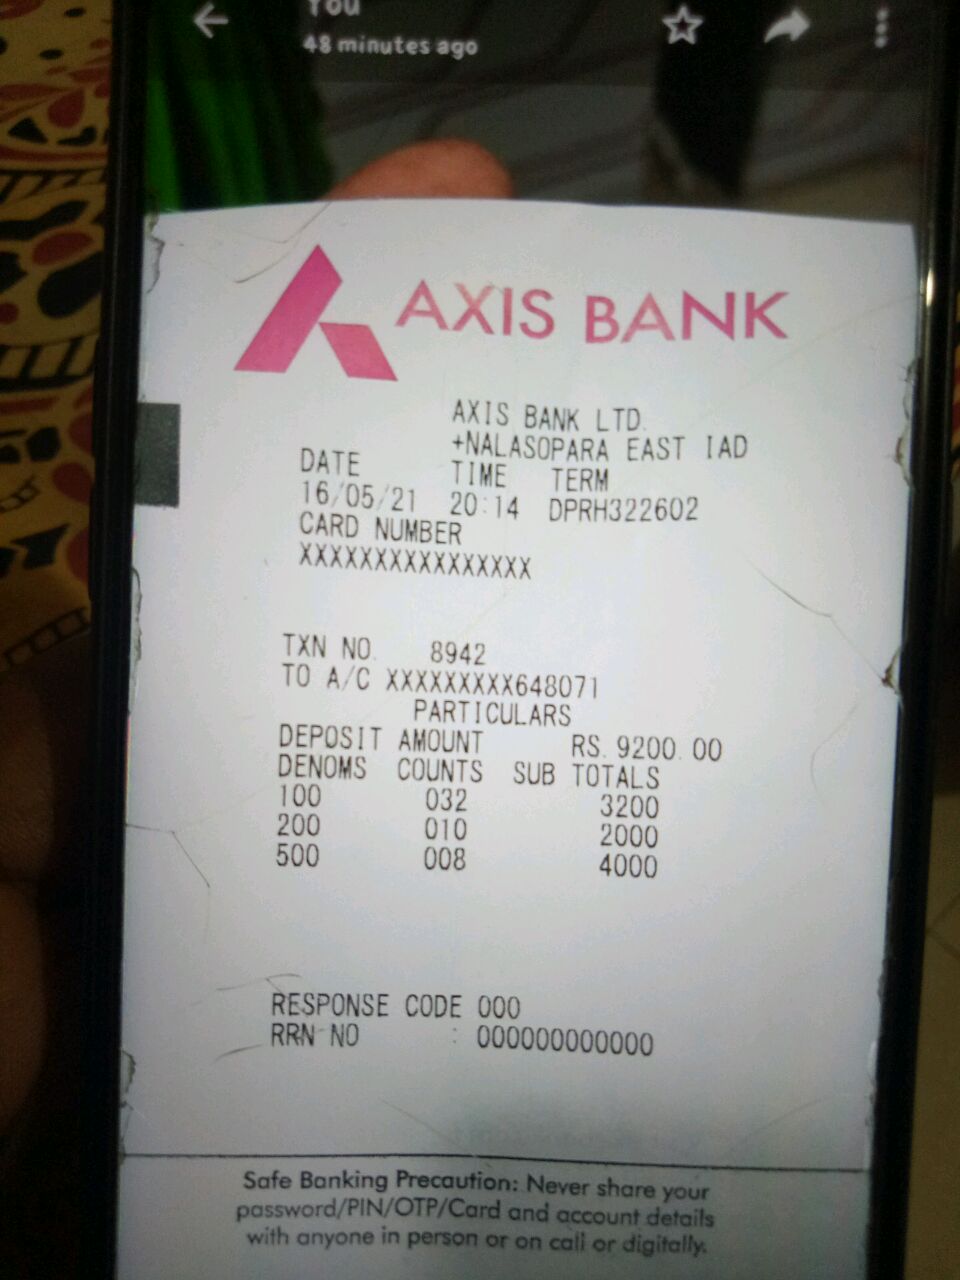 You
48 minutes ago
AXIS BANK
AXIS BANK LTD.
+NALASOPARA EAST IAD
DATE TIME TERM
16/05/21 20:14 DPRH322602
CARD NUMBER
XXXXXXXXXXXXXXXX
TXN NO. 8942
TO A/C XXXXXXXXX648071
PARTICULARS
DEPOSIT AMOUNT RS.9200.00
DENOMS COUNTS SUB TOTALS
100 032 3200
200 010 2000
500 008 4000
RESPONSE CODE 000
RRN NO : 000000000000
Safe Banking Precaution: Never share your
password/PIN/OTP/Card and account details
with anyone in person or on call or digitally.